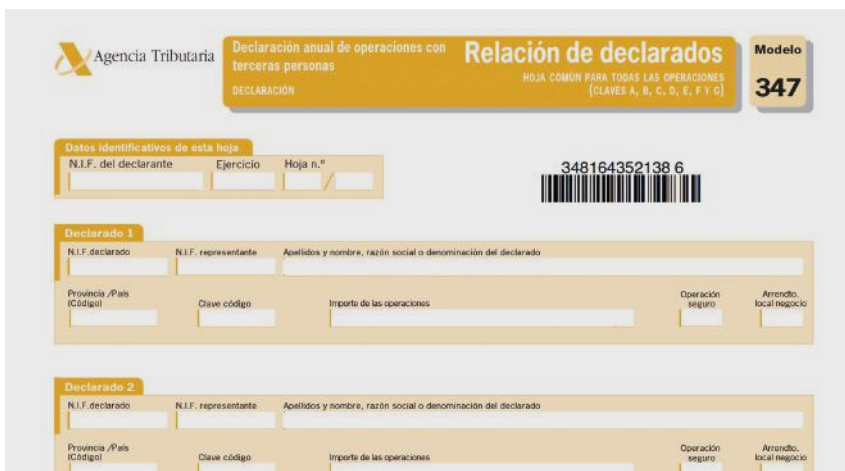 Agencia Tributaria
Declaración anual de operaciones con
terceras personas
DECLARACIÓN
Relación de declarados
HOJA COMÚN PARA TODAS LAS OPERACIONES
(CLAVES A, B, C, D, E, F Y G)
Modelo
347
Datos identificativos de esta hoja
N.I.F. del declarante Ejercicio Hoja n.º
/
348164352138 6
Declarado 1
N.I.F.declarado N.I.F. representante Apellidos y nombre, razón social o denominación del declarado
Provincia /País
(Código) Clave código Importe de las operaciones Operación
seguro Arrendto.
local negocio
Declarado 2
N.I.F.declarado N.I.F. representante Apellidos y nombre, razón social o denominación del declarado
Provincia /País
(Código) Clave código Importe de las operaciones Operación
seguro Arrendto.
local negocio